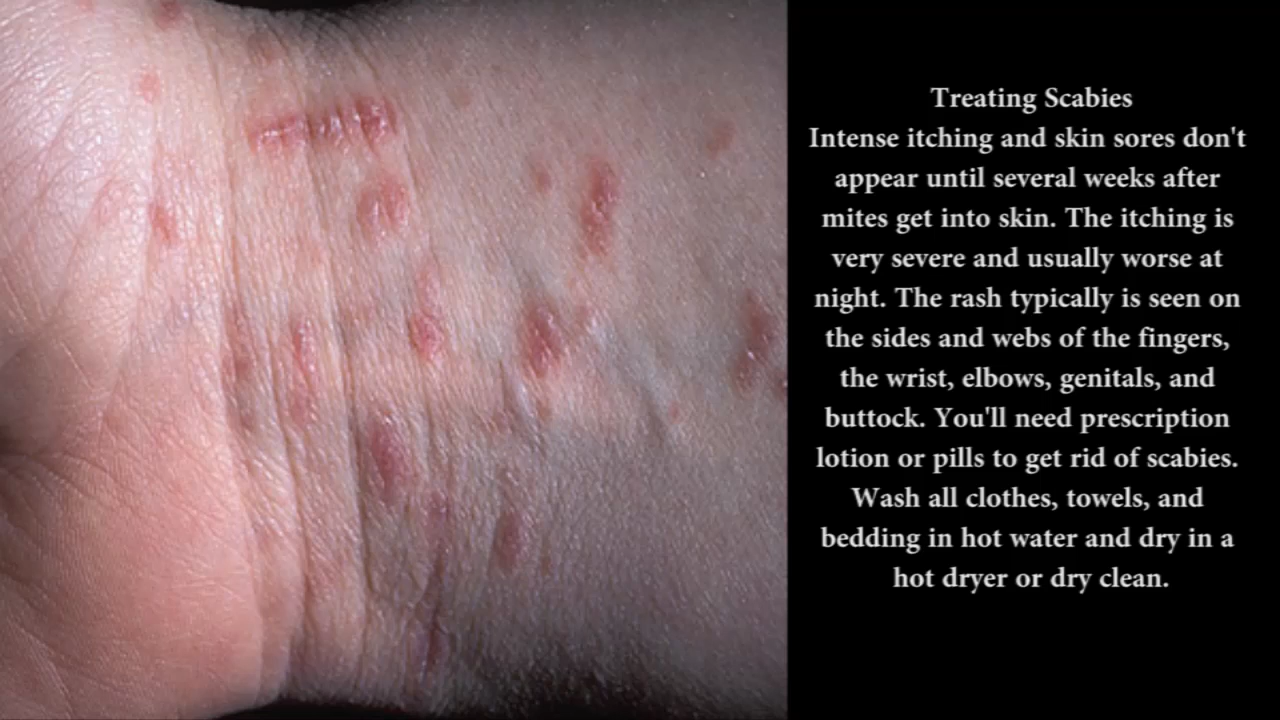 Treating Scabies
Intense itching and skin sores don't
appear until several weeks after
mites get into skin. The itching is
very severe and usually worse at
night. The rash typically is seen on
the sides and webs of the fingers,
the wrist, elbows, genitals, and
buttock. You'll need prescription
lotion or pills to get rid of scabies.
Wash all clothes, towels, and
bedding in hot water and dry in a
hot dryer or dry clean.